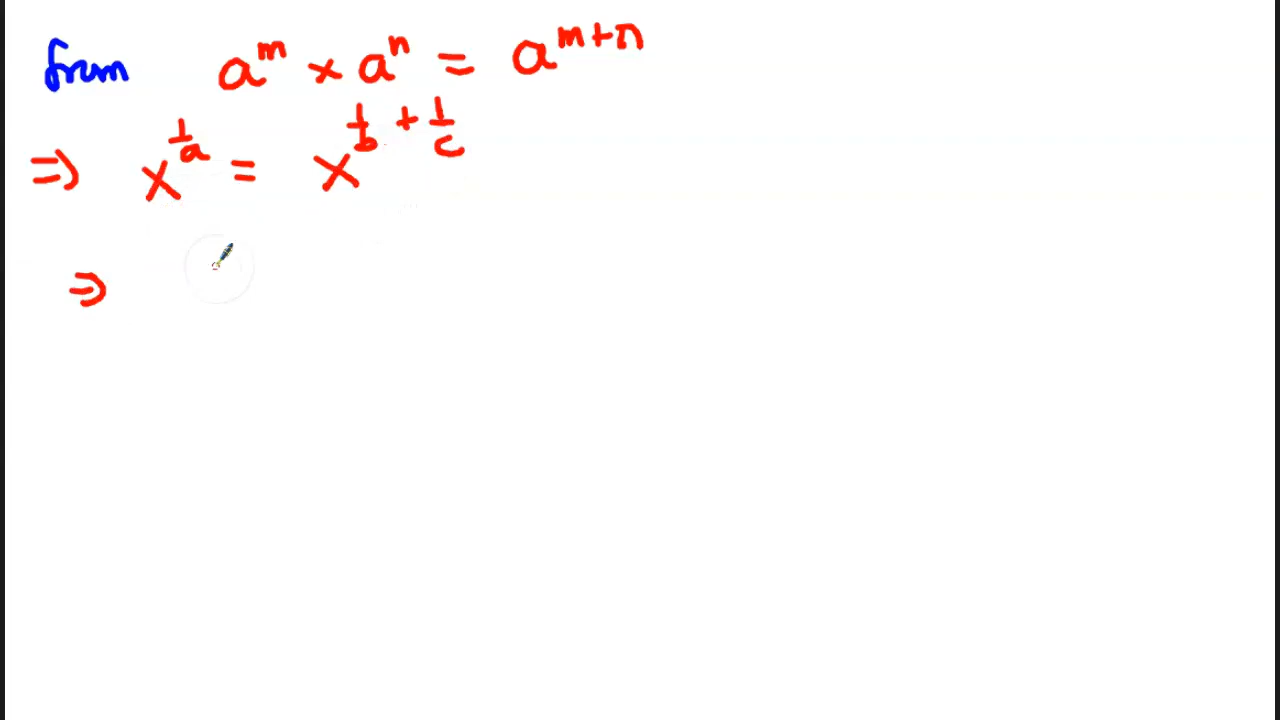 from a^m × a^n = a^{m+n}
⇒ x^{1/a} = x^{1/b + 1/c}
⇒